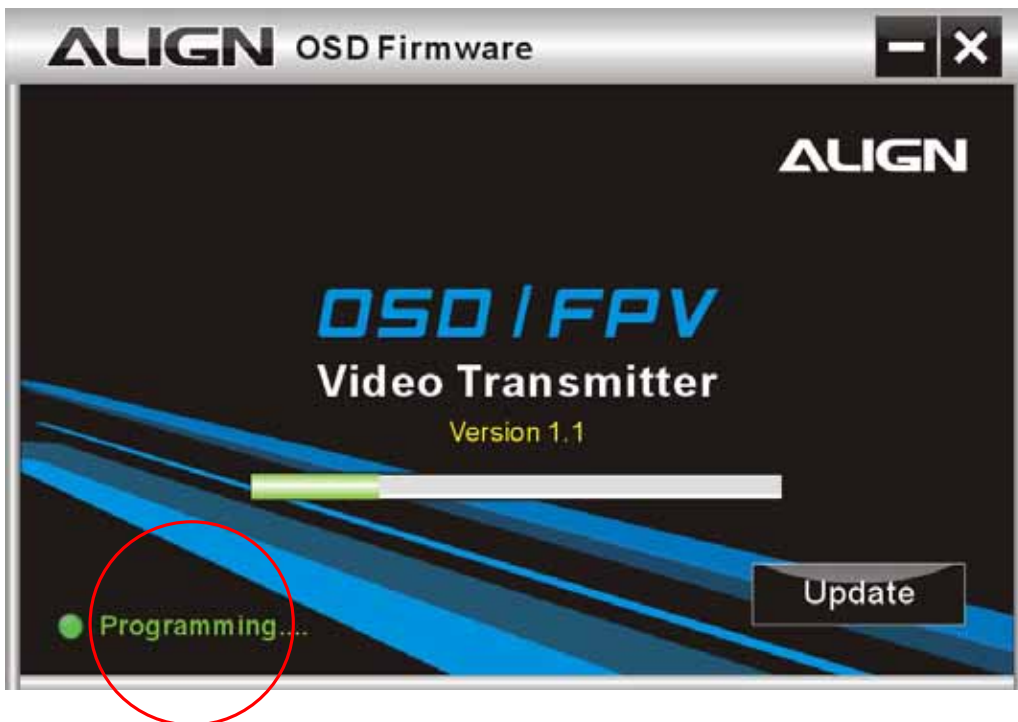 ALIGN OSD Firmware
ALIGN
OSD / FPV
Video Transmitter
Version 1.1
Update
Programming....